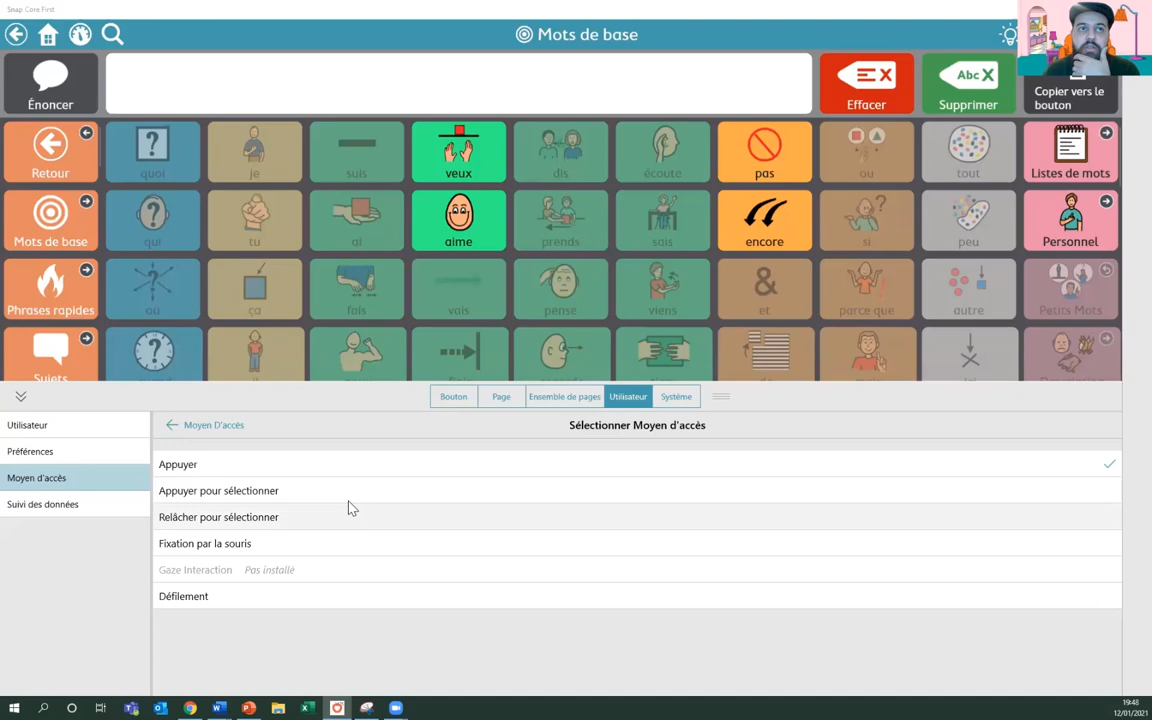 Snap Core First
Mots de base
Énoncer
Effacer
Abc
Supprimer
Copier vers le
bouton
Retour
quoi
je
suis
veux
dis
écoute
pas
ou
tout
Listes de mots
Mots de base
qui
tu
ai
aime
prends
sais
encore
si
peu
Personnel
Phrases rapides
où
ça
fais
vais
pense
viens
&
et
parce que
autre
Petits Mots
Sujets
Bouton
Page
Ensemble de pages
Utilisateur
Système
Utilisateur
Préférences
Moyen d'accès
Suivi des données
Moyen D'accès
Sélectionner Moyen d'accès
Appuyer
Appuyer pour sélectionner
Relâcher pour sélectionner
Fixation par la souris
Gaze Interaction Pas installé
Défilement
19:48
12/01/2021